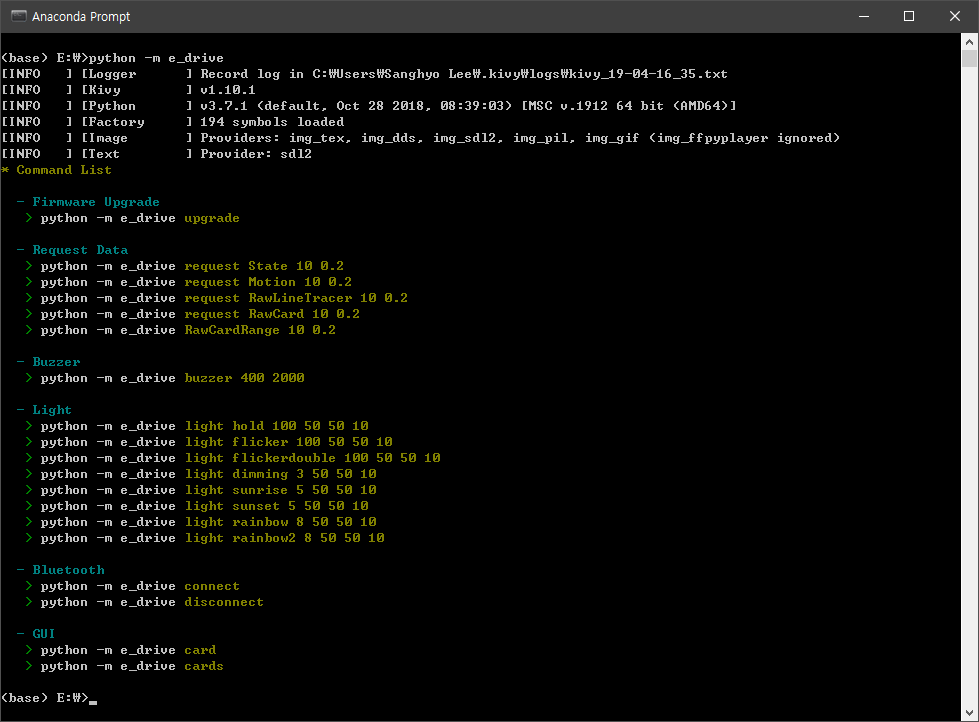 Anaconda Prompt
(base) E:₩>python -m e_drive
[INFO   ] [Logger      ] Record log in C:₩Users₩Sanghyo Lee₩.kivy₩logs₩kivy_19-04-16_35.txt
[INFO   ] [Kivy        ] v1.10.1
[INFO   ] [Python      ] v3.7.1 (default, Oct 28 2018, 08:39:03) [MSC v.1912 64 bit (AMD64)]
[INFO   ] [Factory     ] 194 symbols loaded
[INFO   ] [Image       ] Providers: img_tex, img_dds, img_sdl2, img_pil, img_gif (img_ffpyplayer ignored)
[INFO   ] [Text        ] Provider: sdl2
* Command List
- Firmware Upgrade
> python -m e_drive upgrade
- Request Data
> python -m e_drive request State 10 0.2
> python -m e_drive request Motion 10 0.2
> python -m e_drive request RawLineTracer 10 0.2
> python -m e_drive request RawCard 10 0.2
> python -m e_drive RawCardRange 10 0.2
- Buzzer
> python -m e_drive buzzer 400 2000
- Light
> python -m e_drive light hold 100 50 50 10
> python -m e_drive light flicker 100 50 50 10
> python -m e_drive light flickerdouble 100 50 50 10
> python -m e_drive light dimming 3 50 50 10
> python -m e_drive light sunrise 5 50 50 10
> python -m e_drive light sunset 5 50 50 10
> python -m e_drive light rainbow 8 50 50 10
> python -m e_drive light rainbow2 8 50 50 10
- Bluetooth
> python -m e_drive connect
> python -m e_drive disconnect
- GUI
> python -m e_drive card
> python -m e_drive cards
(base) E:₩>_